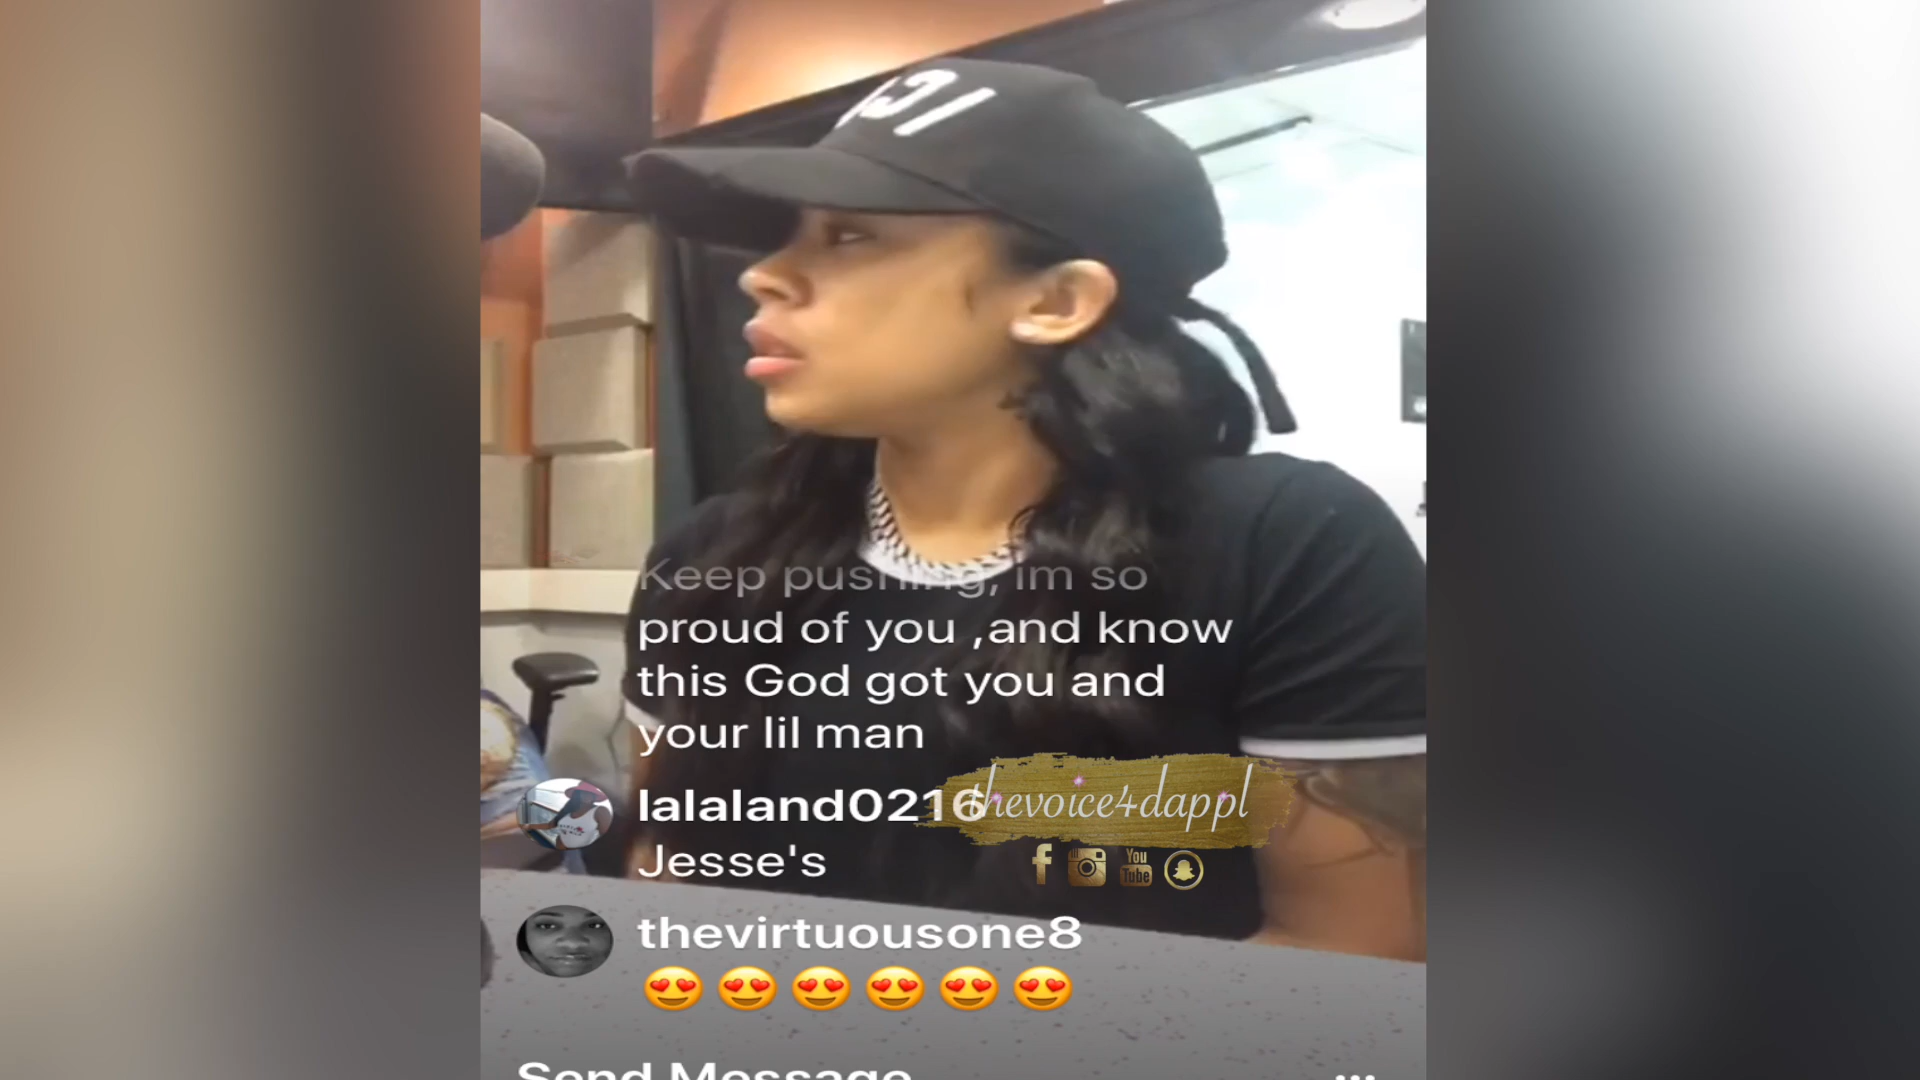 Keep pushing, im so
proud of you ,and know
this God got you and
your lil man
lalaland0216
thevoice4dappl
Jesse's
f
You
Tube
thevirtuousone8
😍😍😍😍😍😍
Send Message